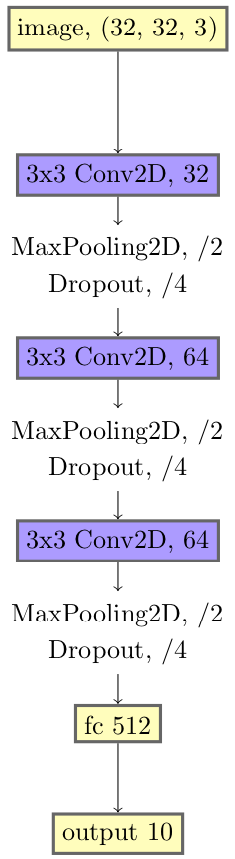 image, (32, 32, 3)
3x3 Conv2D, 32
MaxPooling2D, /2
Dropout, /4
3x3 Conv2D, 64
MaxPooling2D, /2
Dropout, /4
3x3 Conv2D, 64
MaxPooling2D, /2
Dropout, /4
fc 512
output 10